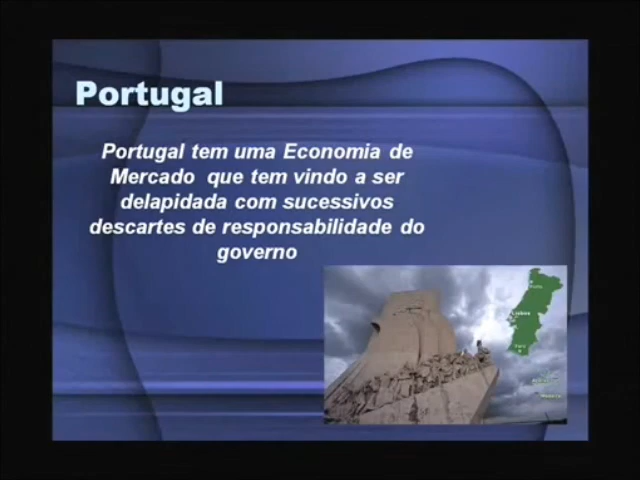 Portugal
Portugal tem uma Economia de
Mercado que tem vindo a ser
delapidada com sucessivos
descartes de responsabilidade do
governo
Lisboa